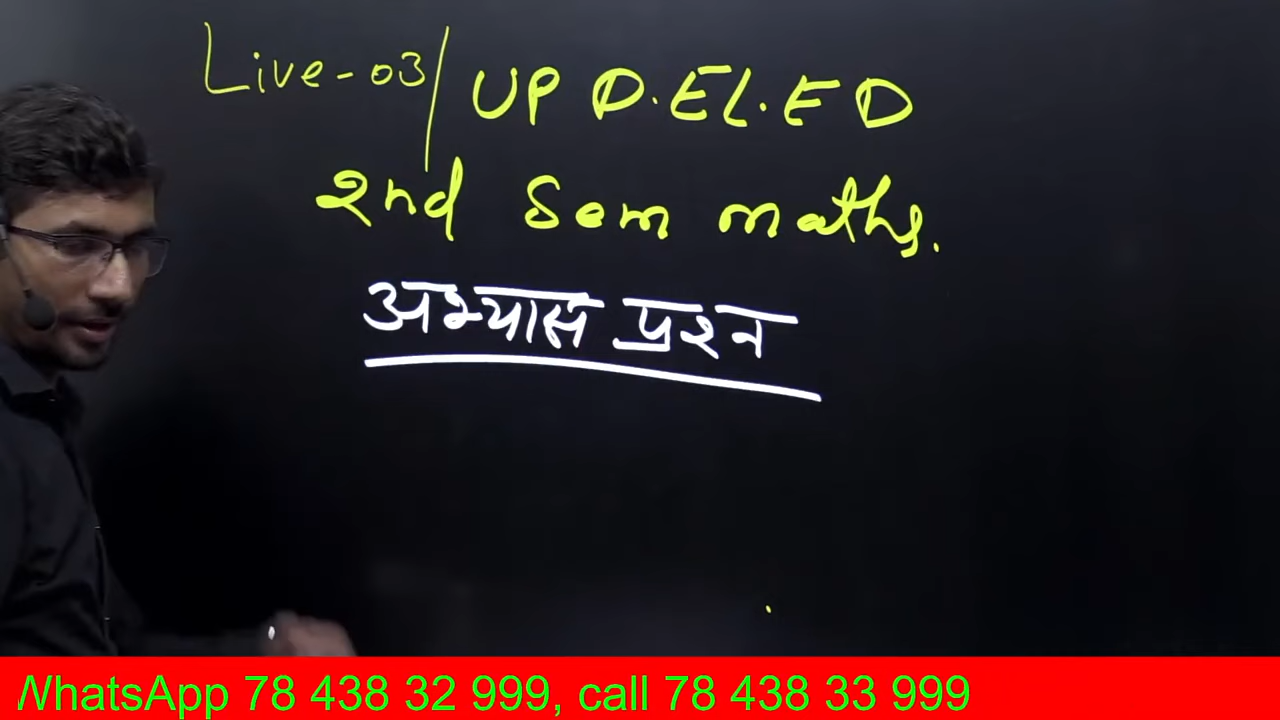 Live-03/ UP D.EL.ED
2nd Sem maths.
अभ्यास प्रश्न
WhatsApp 78 438 32 999, call 78 438 33 999